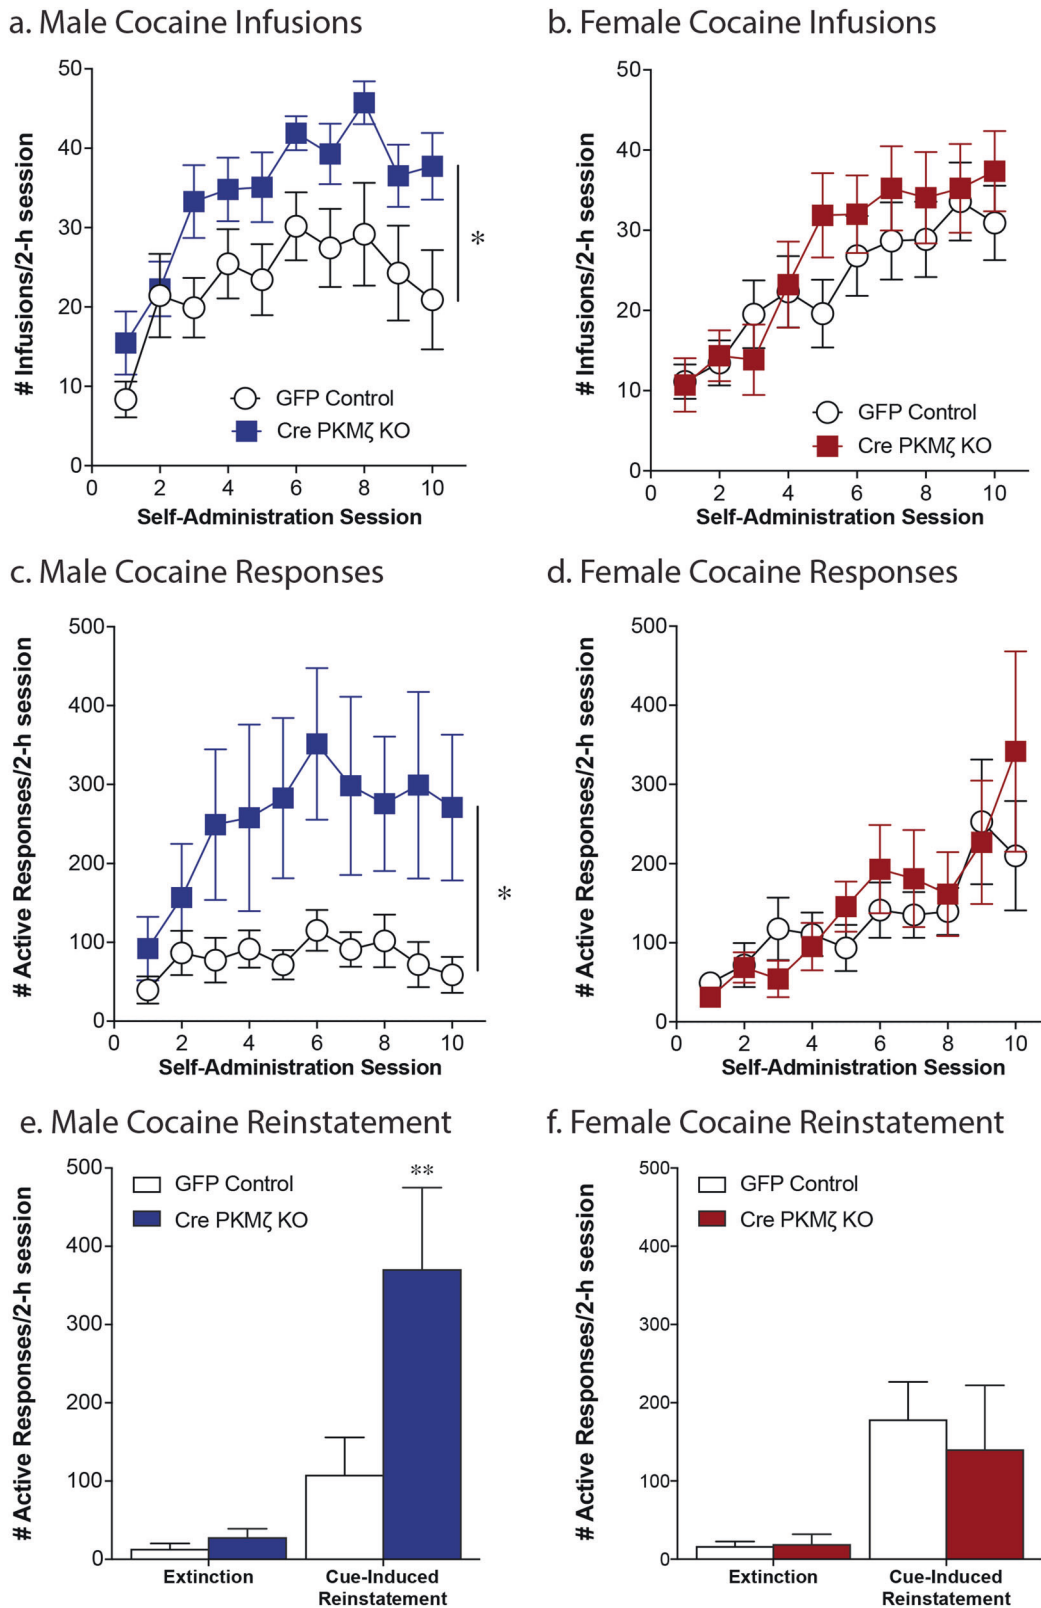 a. Male Cocaine Infusions
# Infusions/2-h session
50
40
30
20
10
0
*
GFP Control
Cre PKMζ KO
0 2 4 6 8 10
Self-Administration Session
b. Female Cocaine Infusions
# Infusions/2-h session
50
40
30
20
10
0
GFP Control
Cre PKMζ KO
0 2 4 6 8 10
Self-Administration Session
c. Male Cocaine Responses
# Active Responses/2-h session
500
400
300
200
100
0
*
0 2 4 6 8 10
Self-Administration Session
d. Female Cocaine Responses
# Active Responses/2-h session
500
400
300
200
100
0
0 2 4 6 8 10
Self-Administration Session
e. Male Cocaine Reinstatement
# Active Responses/2-h session
500
400
300
200
100
0
GFP Control
Cre PKMζ KO
**
Extinction
Cue-Induced
Reinstatement
f. Female Cocaine Reinstatement
# Active Responses/2-h session
500
400
300
200
100
0
GFP Control
Cre PKMζ KO
Extinction
Cue-Induced
Reinstatement